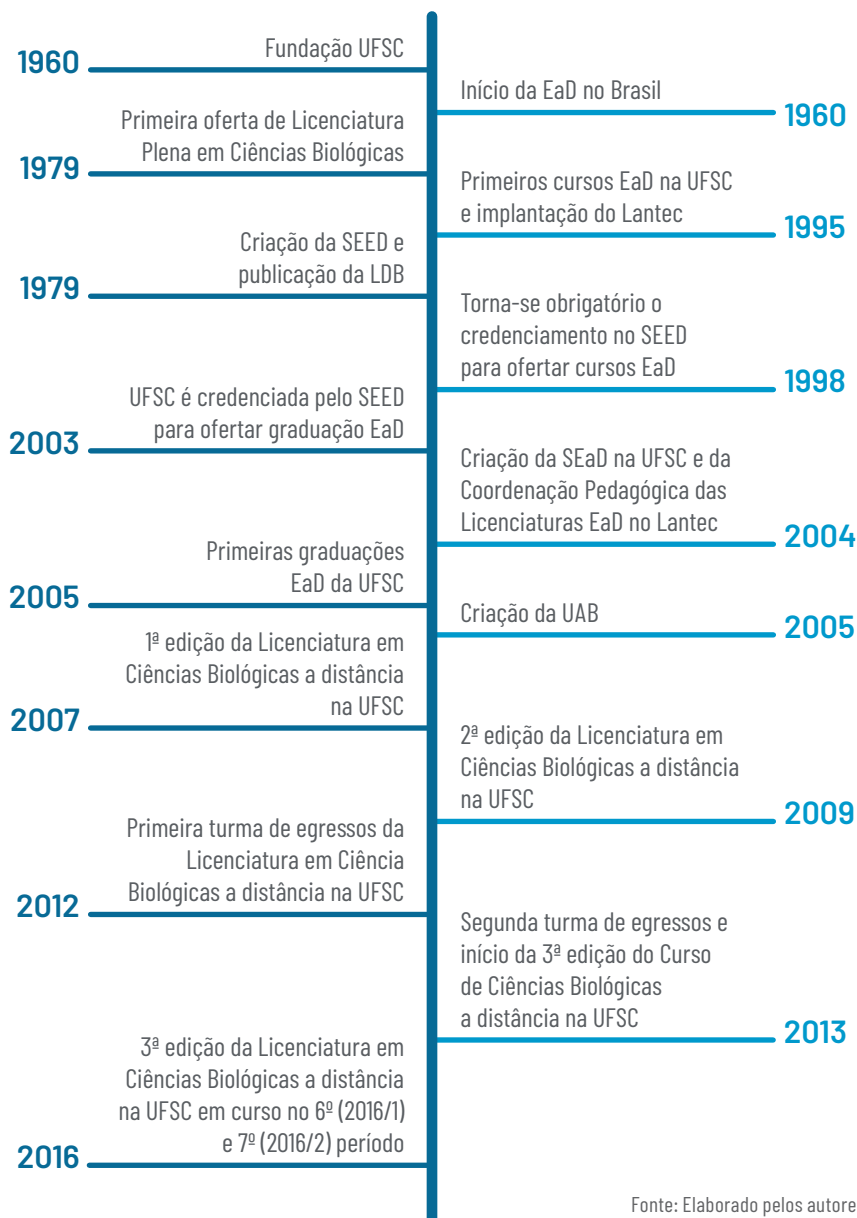 Fundação UFSC
1960
Início da EaD no Brasil
1960
Primeira oferta de Licenciatura
Plena em Ciências Biológicas
1979
Primeiros cursos EaD na UFSC
e implantação do Lantec
1995
Criação da SEED e
publicação da LDB
1979
Torna-se obrigatório o
credenciamento no SEED
para ofertar cursos EaD
1998
UFSC é credenciada pelo SEED
para ofertar graduação EaD
2003
Criação da SEaD na UFSC e da
Coordenação Pedagógica das
Licenciaturas EaD no Lantec
2004
Primeiras graduações
EaD da UFSC
2005
Criação da UAB
2005
1ª edição da Licenciatura em
Ciências Biológicas a distância
na UFSC
2007
2ª edição da Licenciatura em
Ciências Biológicas a distância
na UFSC
2009
Primeira turma de egressos da
Licenciatura em Ciência
Biológicas a distância na UFSC
2012
Segunda turma de egressos e
início da 3ª edição do Curso
de Ciências Biológicas
a distância na UFSC
2013
3ª edição da Licenciatura em
Ciências Biológicas a distância
na UFSC em curso no 6º (2016/1)
e 7º (2016/2) período
2016
Fonte: Elaborado pelos autore